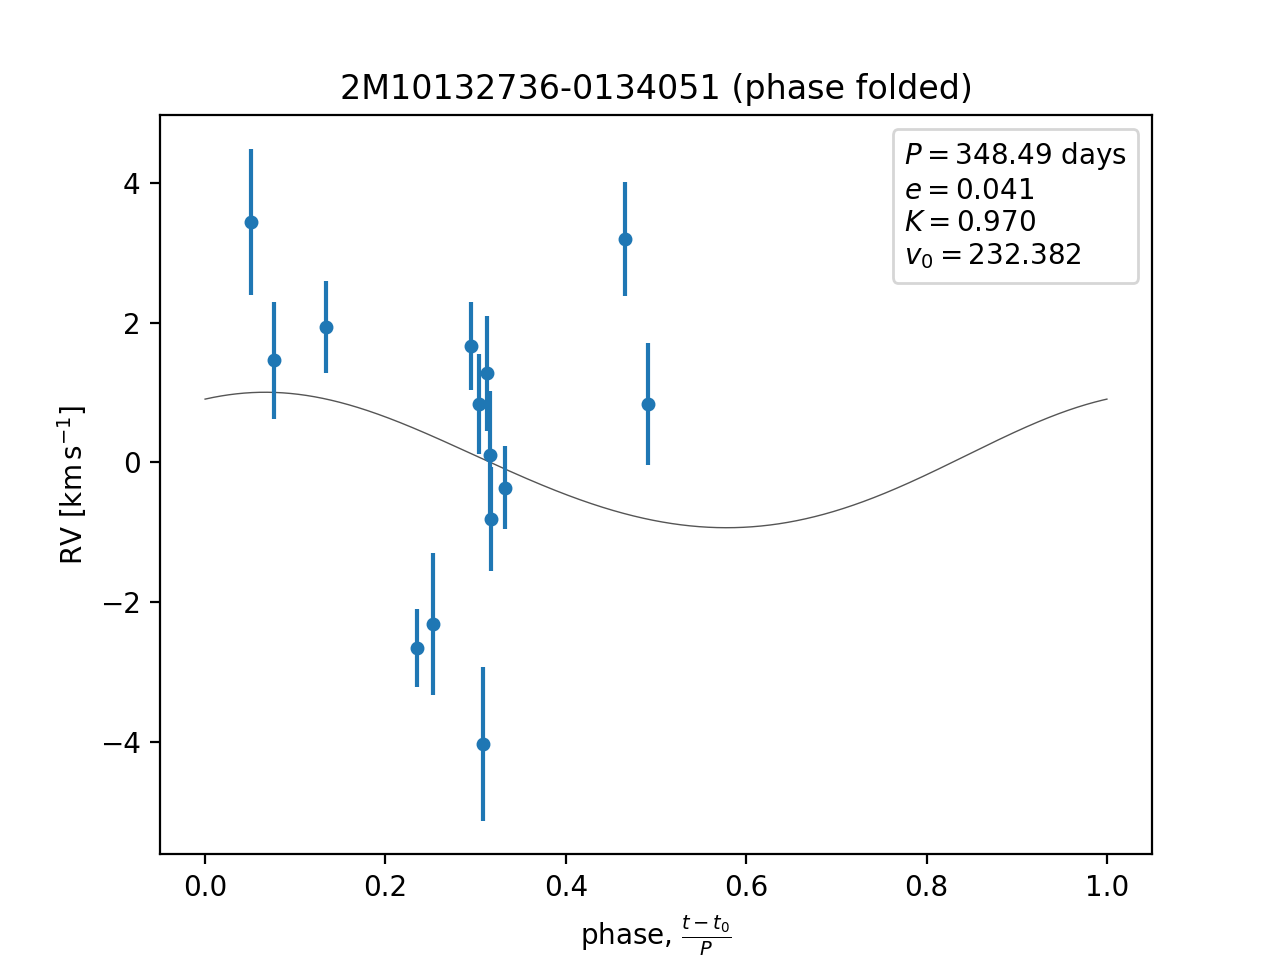 2M10132736-0134051 (phase folded)
P = 348.49 days
e = 0.041
K = 0.970
v₀ = 232.382
4
2
0
−2
−4
RV [km s⁻¹]
0.0 0.2 0.4 0.6 0.8 1.0
phase, (t − t₀)/P